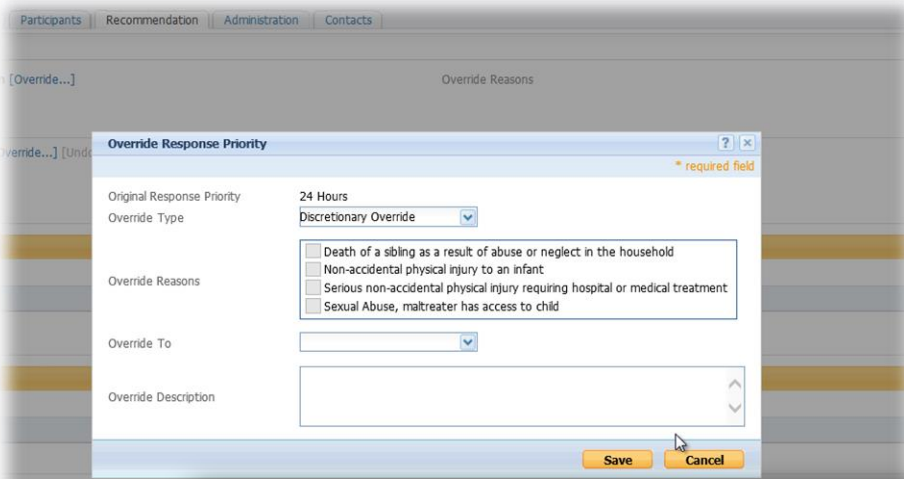 Participants Recommendation Administration Contacts
[Override...] Override Reasons
[Override...]
Override Response Priority ?
* required field
Original Response Priority 24 Hours
Override Type Discretionary Override
Override Reasons
Death of a sibling as a result of abuse or neglect in the household
Non-accidental physical injury to an infant
Serious non-accidental physical injury requiring hospital or medical treatment
Sexual Abuse, maltreater has access to child
Override To
Override Description
Save Cancel